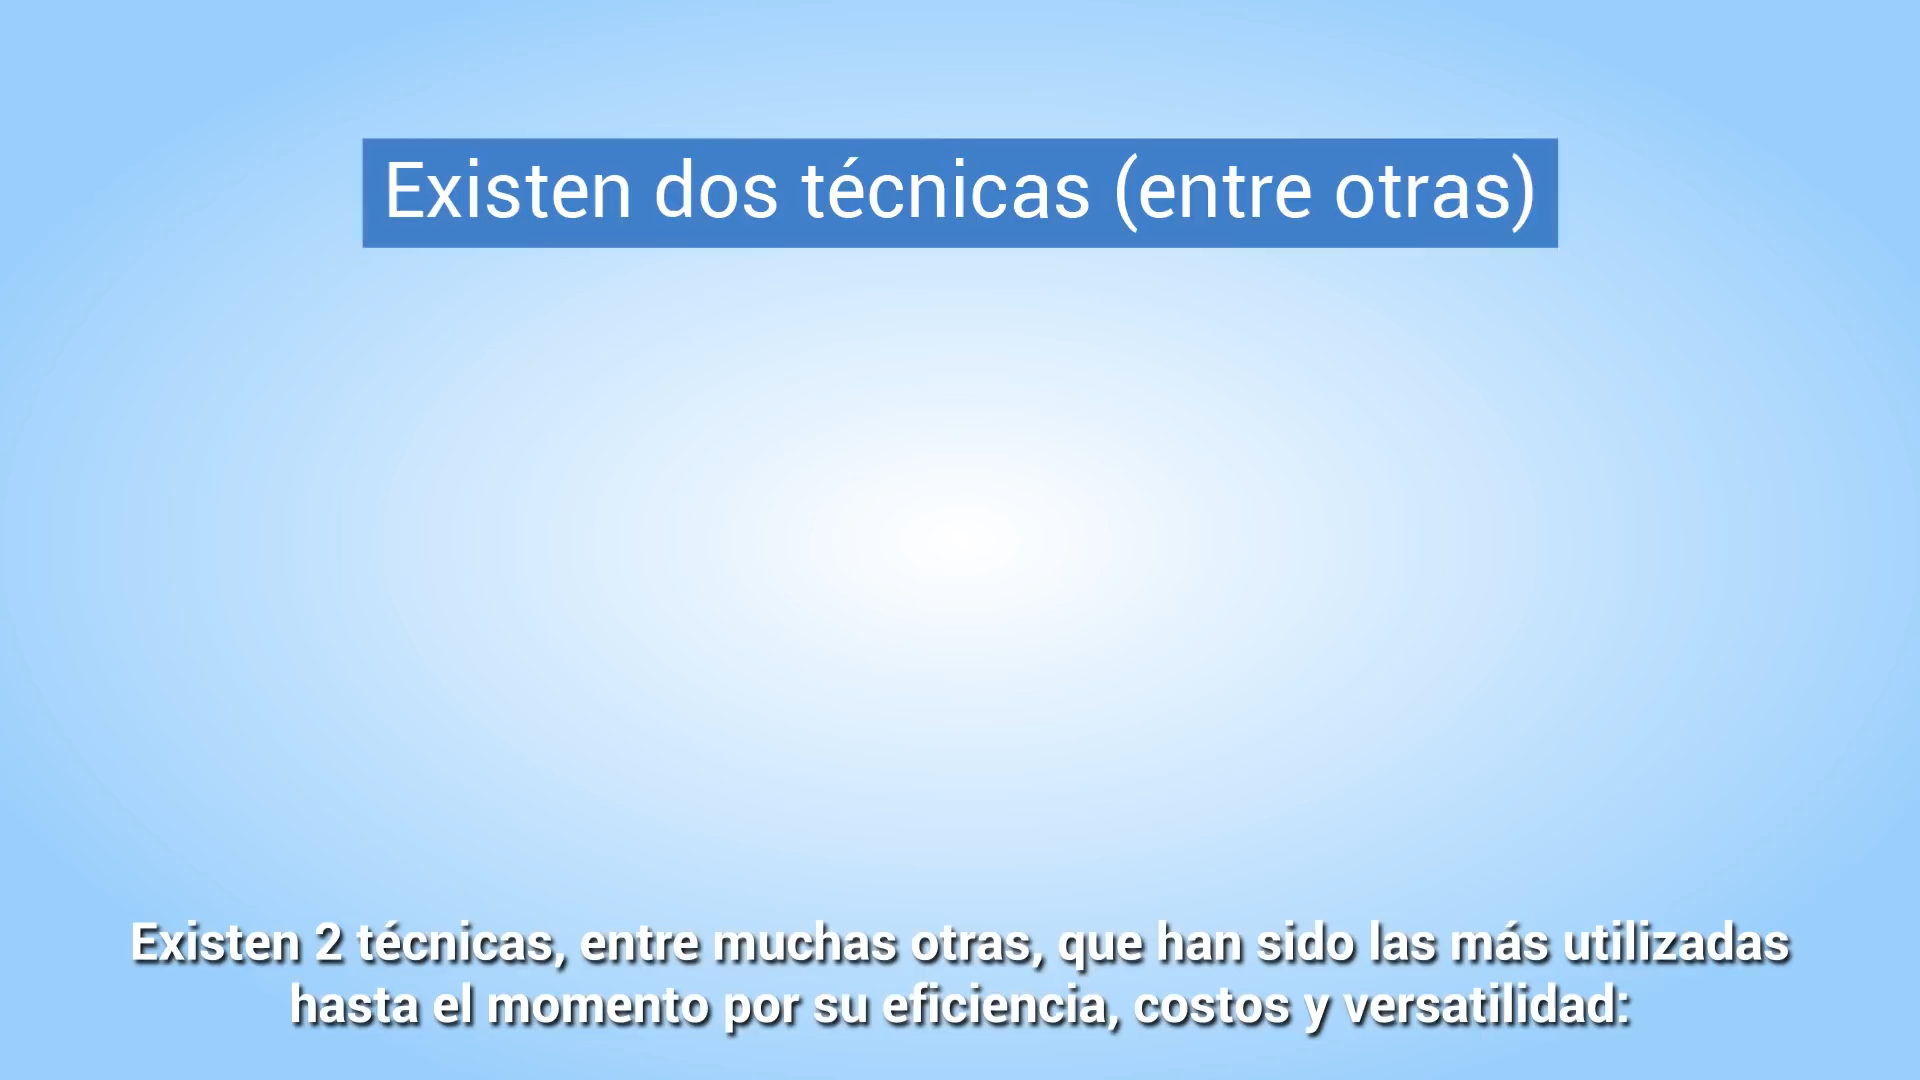 Existen dos técnicas (entre otras)
Existen 2 técnicas, entre muchas otras, que han sido las más utilizadas
hasta el momento por su eficiencia, costos y versatilidad: